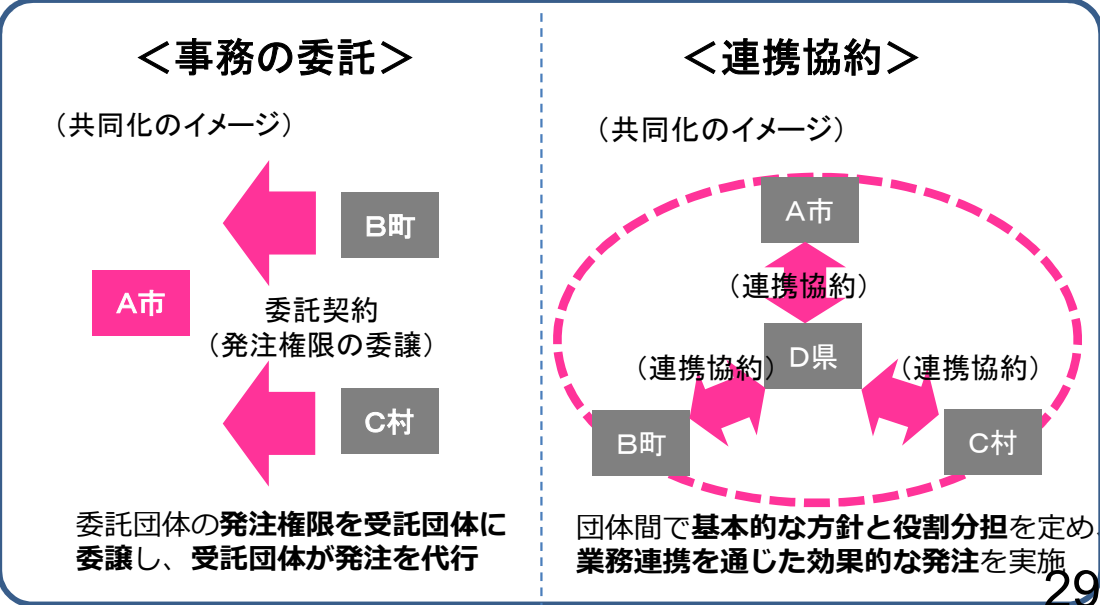 ＜事務の委託＞
（共同化のイメージ）
B町
A市
委託契約
（発注権限の委譲）
C村
委託団体の発注権限を受託団体に
委譲し、受託団体が発注を代行
＜連携協約＞
（共同化のイメージ）
A市
（連携協約）
D県
（連携協約）
（連携協約）
B町
C村
団体間で基本的な方針と役割分担を定め、
業務連携を通じた効果的な発注を実施
29